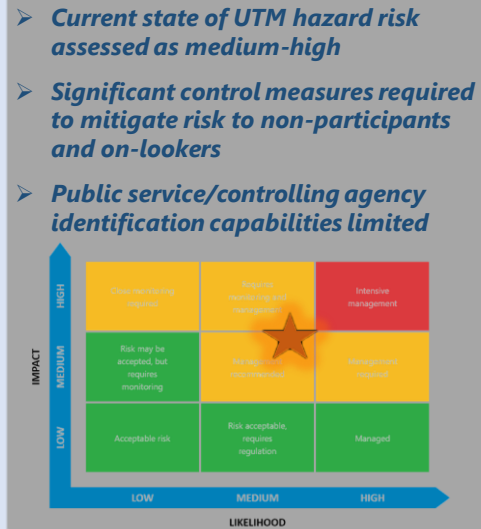 ➢ Current state of UTM hazard risk
assessed as medium-high
➢ Significant control measures required
to mitigate risk to non-participants
and on-lookers
➢ Public service/controlling agency
identification capabilities limited
IMPACT
HIGH
MEDIUM
LOW
Intensive
management
Risk may be
accepted, but
requires
monitoring
Acceptable risk
Risk acceptable,
requires
regulation
Managed
LOW
MEDIUM
HIGH
LIKELIHOOD